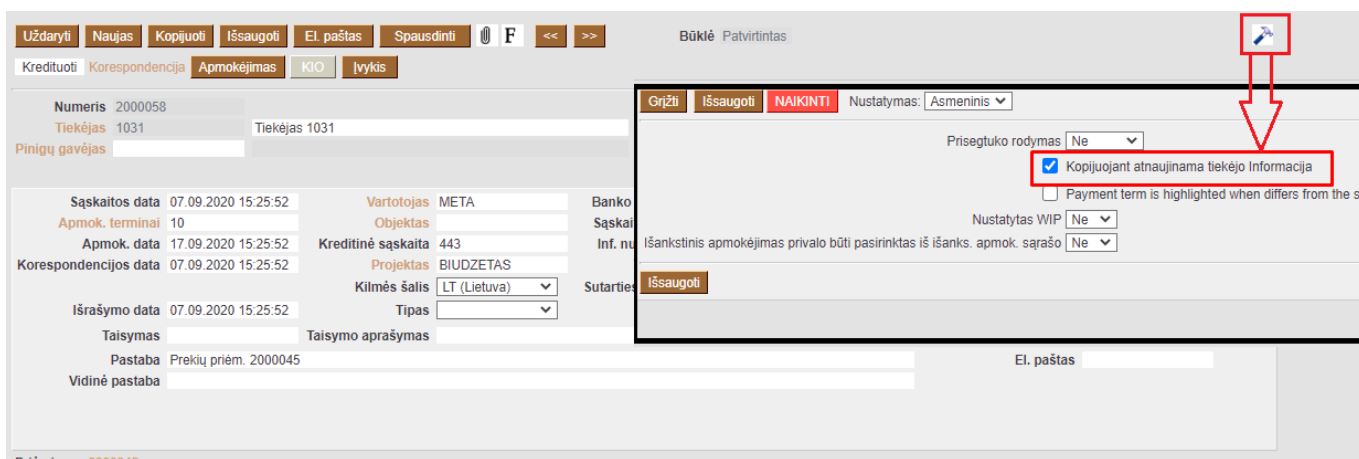 Uždaryti Naujas Kopijuoti Išsaugoti El. paštas Spausdinti F << >> Būklė Patvirtintas
Kredituoti Korespondencija Apmokėjimas KIO Įvykis
Numeris 2000058
Tiekėjas 1031 Tiekėjas 1031
Pinigų gavėjas
Sąskaitos data 07.09.2020 15:25:52 Vartotojas META Banko
Apmok. terminai 10 Objektas Sąskai
Apmok. data 17.09.2020 15:25:52 Kreditinė sąskaita 443 Inf. nu
Korespondencijos data 07.09.2020 15:25:52 Projektas BIUDZETAS
Kilmės šalis LT (Lietuva) Sutarties
Išrašymo data 07.09.2020 15:25:52 Tipas
Taisymas Taisymo aprašymas
Pastaba Prekių priėm. 2000045 El. paštas
Vidinė pastaba
Grįžti Išsaugoti NAIKINTI Nustatymas: Asmeninis
Prisegtuko rodymas Ne
Kopijuojant atnaujinama tiekėjo Informacija
Payment term is highlighted when differs from the s
Nustatytas WIP Ne
Išankstinis apmokėjimas privalo būti pasirinktas iš išanks. apmok. sąrašo Ne
Išsaugoti